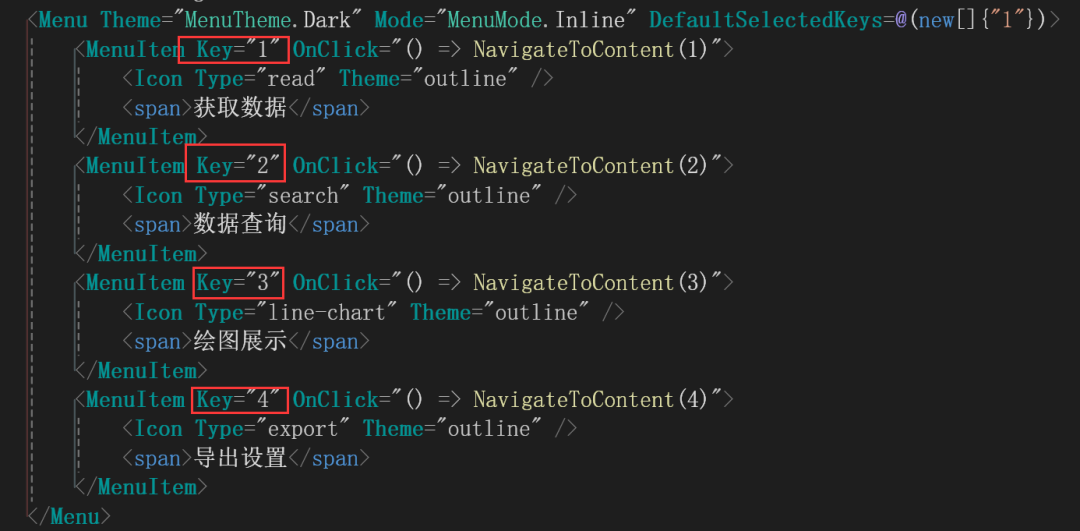 <Menu Theme="MenuTheme.Dark" Mode="MenuMode.Inline" DefaultSelectedKeys=@(new[]{"1"})>
<MenuItem Key="1" OnClick="() => NavigateToContent(1)">
<Icon Type="read" Theme="outline" />
<span>获取数据</span>
</MenuItem>
<MenuItem Key="2" OnClick="() => NavigateToContent(2)">
<Icon Type="search" Theme="outline" />
<span>数据查询</span>
</MenuItem>
<MenuItem Key="3" OnClick="() => NavigateToContent(3)">
<Icon Type="line-chart" Theme="outline" />
<span>绘图展示</span>
</MenuItem>
<MenuItem Key="4" OnClick="() => NavigateToContent(4)">
<Icon Type="export" Theme="outline" />
<span>导出设置</span>
</MenuItem>
</Menu>